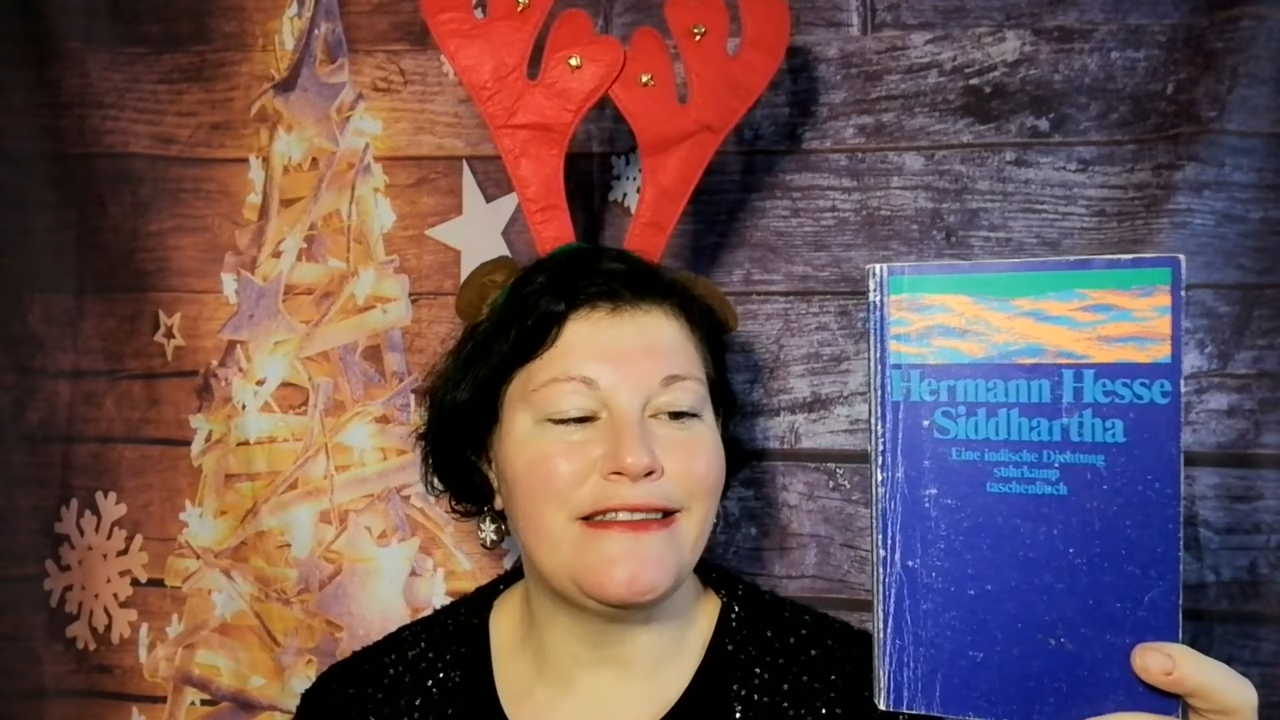 Hermann Hesse
Siddhartha
Eine indische Dichtung
suhrkamp
taschenbuch